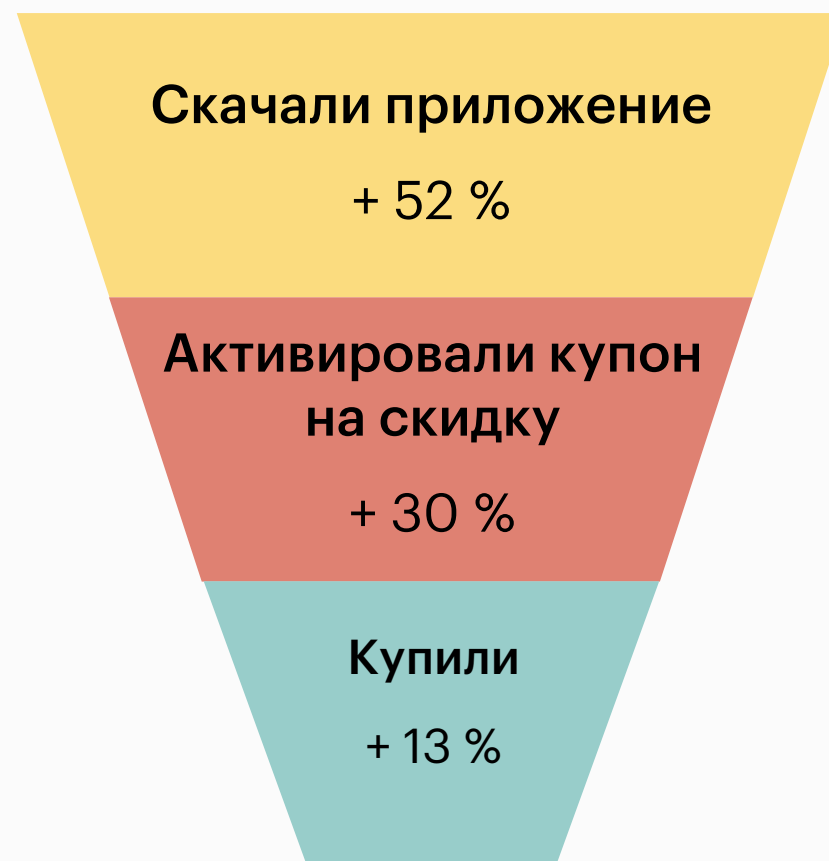 Скачали приложение
+ 52 %
Активировали купон
на скидку
+ 30 %
Купили
+ 13 %